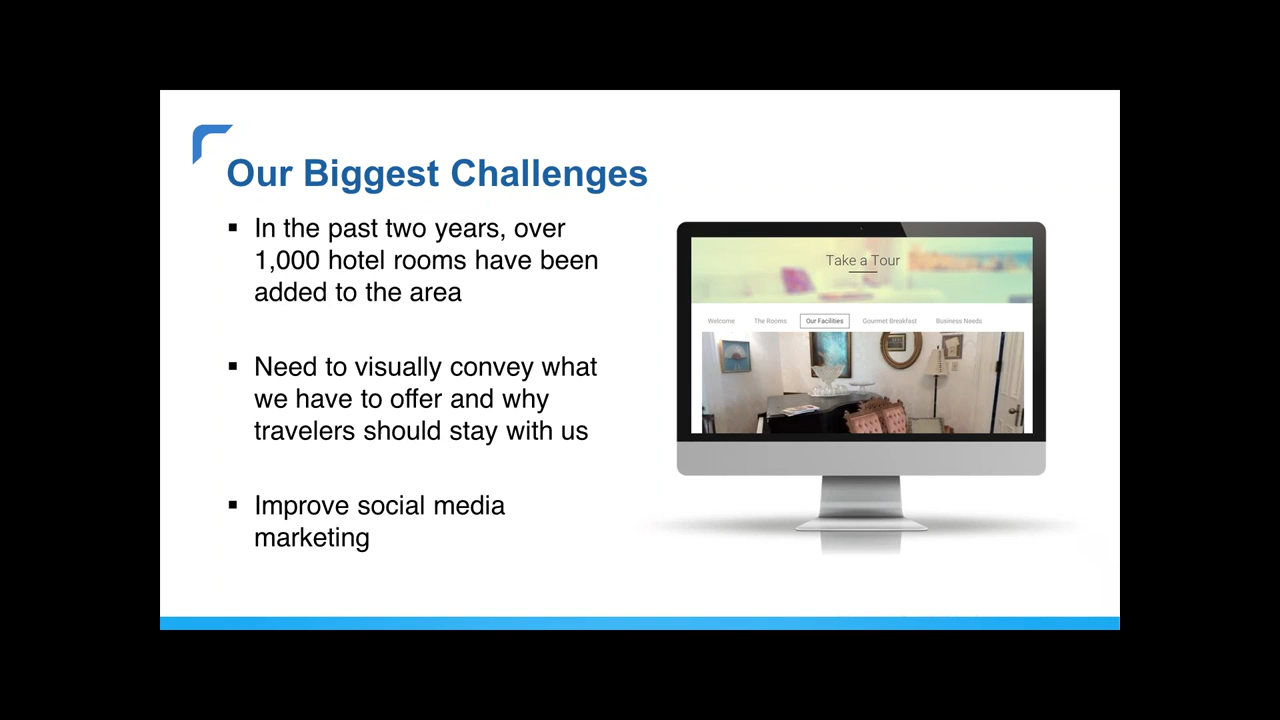 Our Biggest Challenges
▪ In the past two years, over
1,000 hotel rooms have been
added to the area
▪ Need to visually convey what
we have to offer and why
travelers should stay with us
▪ Improve social media
marketing
Take a Tour
Welcome The Rooms Our Facilities Gourmet Breakfast Business Needs